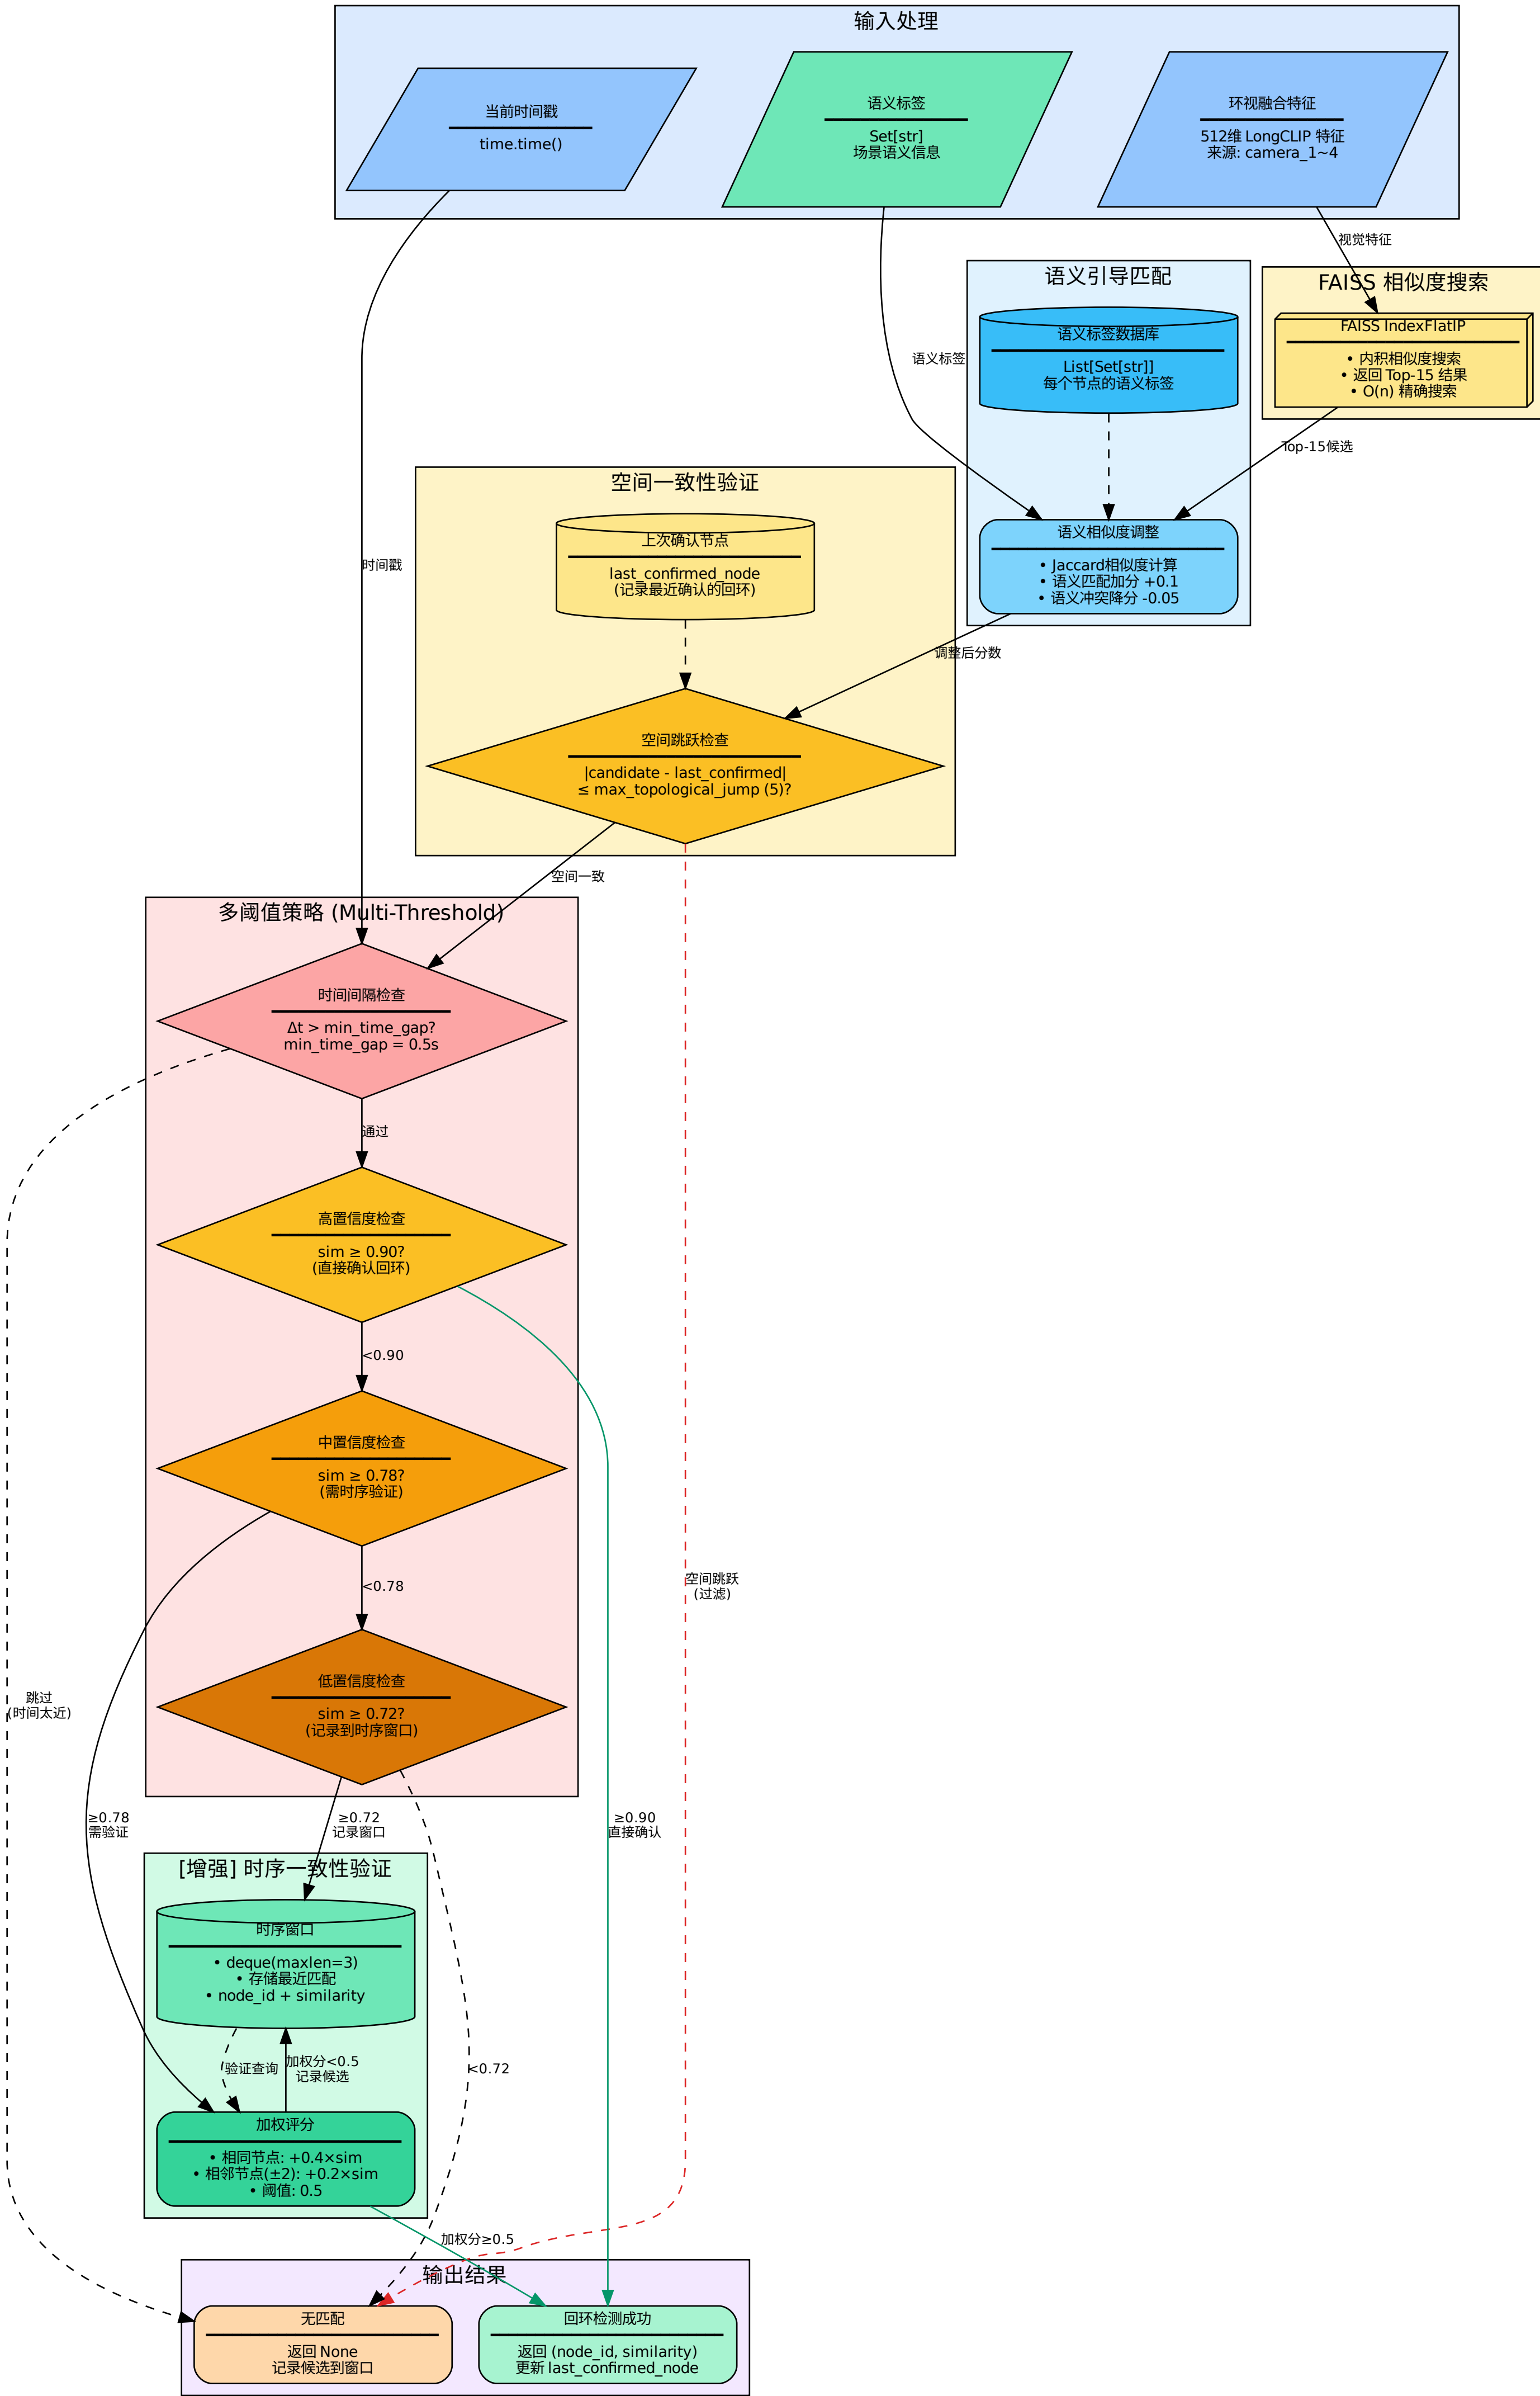 输入处理
当前时间戳
time.time()
语义标签
Set[str]
场景语义信息
环视融合特征
512维 LongCLIP 特征
来源: camera_1~4
视觉特征
语义引导匹配
FAISS 相似度搜索
语义标签数据库
List[Set[str]]
每个节点的语义标签
FAISS IndexFlatIP
• 内积相似度搜索
• 返回 Top-15 结果
• O(n) 精确搜索
语义标签
Top-15候选
空间一致性验证
上次确认节点
last_confirmed_node
(记录最近确认的回环)
语义相似度调整
• Jaccard相似度计算
• 语义匹配加分 +0.1
• 语义冲突降分 -0.05
时间戳
调整后分数
空间跳跃检查
|candidate - last_confirmed|
≤ max_topological_jump (5)?
空间一致
多阈值策略 (Multi-Threshold)
时间间隔检查
Δt > min_time_gap?
min_time_gap = 0.5s
通过
高置信度检查
sim ≥ 0.90?
(直接确认回环)
<0.90
中置信度检查
sim ≥ 0.78?
(需时序验证)
<0.78
空间跳跃
(过滤)
低置信度检查
sim ≥ 0.72?
(记录到时序窗口)
跳过
(时间太近)
≥0.78
需验证
≥0.72
记录窗口
≥0.90
直接确认
[增强] 时序一致性验证
时序窗口
• deque(maxlen=3)
• 存储最近匹配
• node_id + similarity
验证查询
加权分<0.5
记录候选
<0.72
加权评分
• 相同节点: +0.4×sim
• 相邻节点(±2): +0.2×sim
• 阈值: 0.5
加权分≥0.5
输出结果
无匹配
返回 None
记录候选到窗口
回环检测成功
返回 (node_id, similarity)
更新 last_confirmed_node